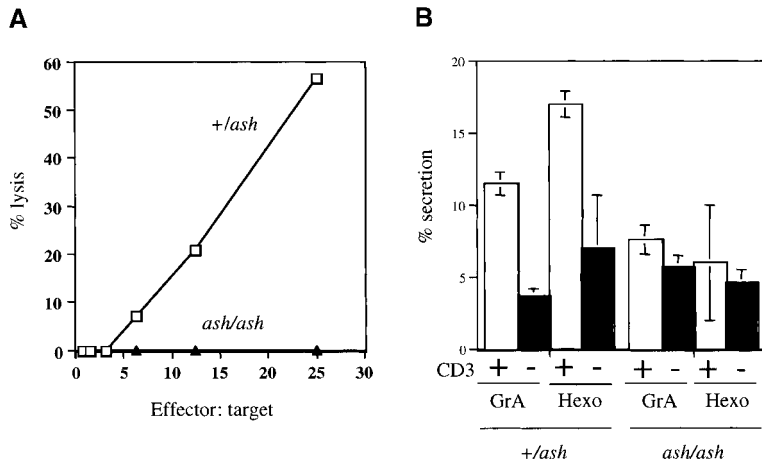 A
60
50
40
30
20
10
0
% lysis
+/ash
ash/ash
0 5 10 15 20 25 30
Effector: target
B
20
15
10
5
0
% secretion
CD3 + - + - + - + -
GrA Hexo GrA Hexo
+/ash ash/ash